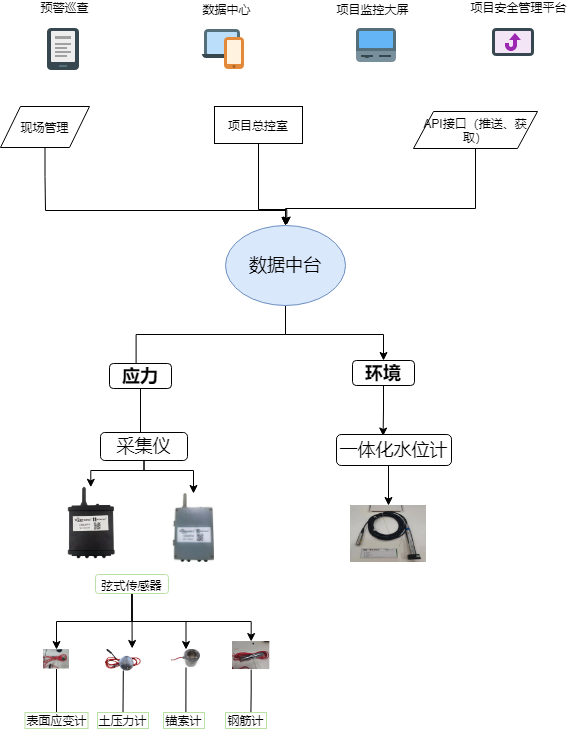 预警巡查
数据中心
项目监控大屏
项目安全管理平台
现场管理
项目总控室
API接口（推送、获
取）
数据中台
应力
环境
采集仪
一体化水位计
弦式传感器
表面应变计
土压力计
锚索计
钢筋计